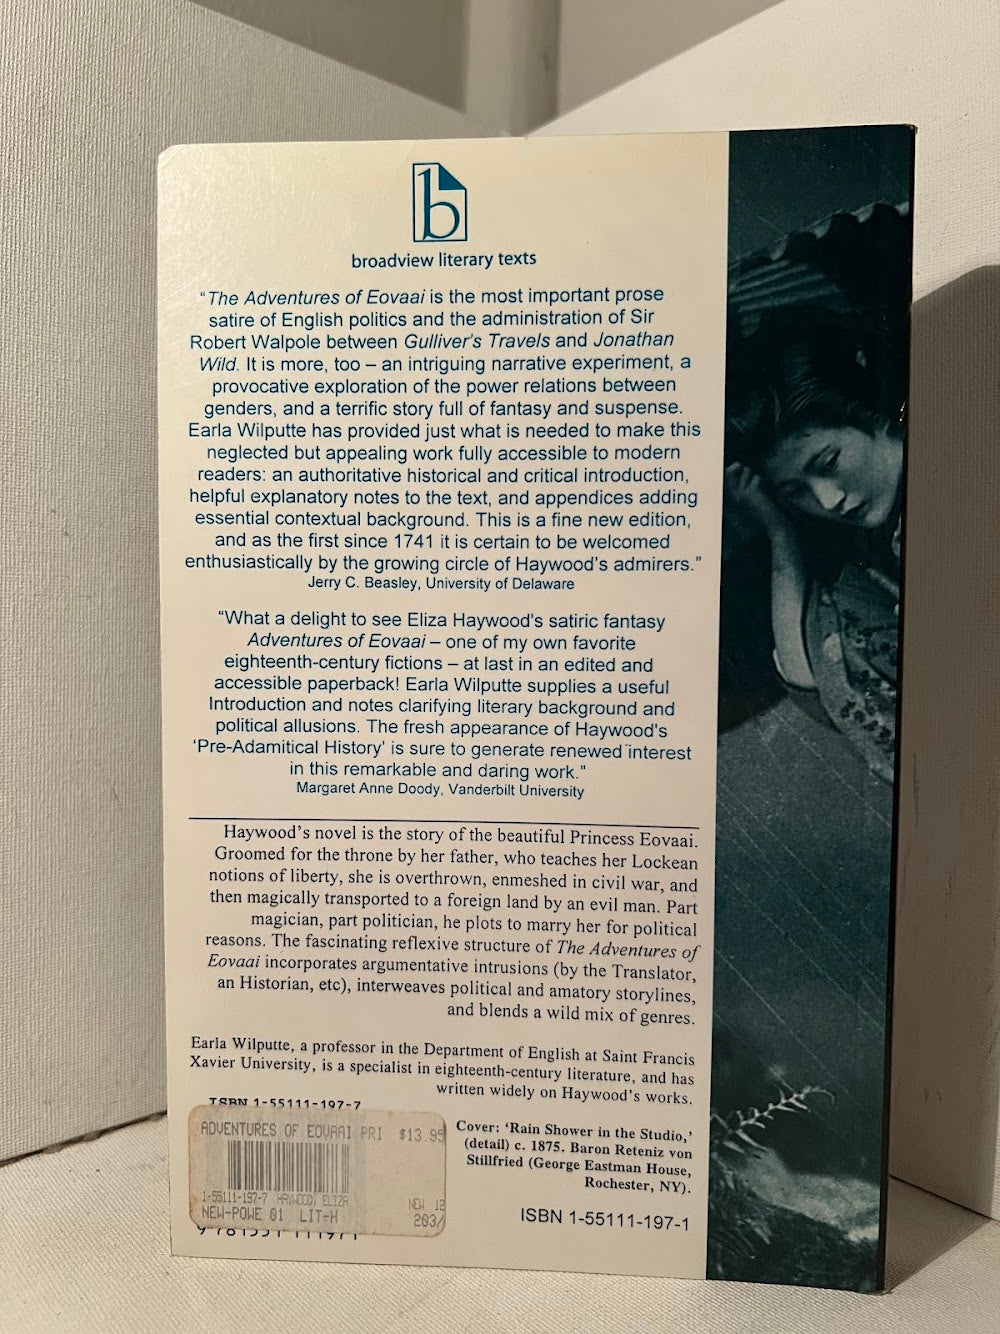 b
broadview literary texts
"The Adventures of Eovaai is the most important prose
satire of English politics and the administration of Sir
Robert Walpole between Gulliver's Travels and Jonathan
Wild. It is more, too – an intriguing narrative experiment, a
provocative exploration of the power relations between
genders, and a terrific story full of fantasy and suspense.
Earla Wilputte has provided just what is needed to make this
neglected but appealing work fully accessible to modern
readers: an authoritative historical and critical introduction,
helpful explanatory notes to the text, and appendices adding
essential contextual background. This is a fine new edition,
and as the first since 1741 it is certain to be welcomed
enthusiastically by the growing circle of Haywood's admirers."
Jerry C. Beasley, University of Delaware
"What a delight to see Eliza Haywood's satiric fantasy
Adventures of Eovaai – one of my own favorite
eighteenth-century fictions – at last in an edited and
accessible paperback! Earla Wilputte supplies a useful
Introduction and notes clarifying literary background and
political allusions. The fresh appearance of Haywood's
'Pre-Adamitical History' is sure to generate renewed interest
in this remarkable and daring work."
Margaret Anne Doody, Vanderbilt University
Haywood's novel is the story of the beautiful Princess Eovaai.
Groomed for the throne by her father, who teaches her Lockean
notions of liberty, she is overthrown, enmeshed in civil war, and
then magically transported to a foreign land by an evil man. Part
magician, part politician, he plots to marry her for political
reasons. The fascinating reflexive structure of The Adventures of
Eovaai incorporates argumentative intrusions (by the Translator,
an Historian, etc), interweaves political and amatory storylines,
and blends a wild mix of genres.
Earla Wilputte, a professor in the Department of English at Saint Francis
Xavier University, is a specialist in eighteenth-century literature, and has
written widely on Haywood's works.
ISBN 1-55111-197-7
ADVENTURES OF EOVAAI PRI $13.95
1-55111-197-7 HAYWOOD, ELIZA
NEW 12
NEW-POWE 01 LIT-H 203/
9 781551 111971
Cover: 'Rain Shower in the Studio,'
(detail) c. 1875. Baron Reteniz von
Stillfried (George Eastman House,
Rochester, NY).
ISBN 1-55111-197-1